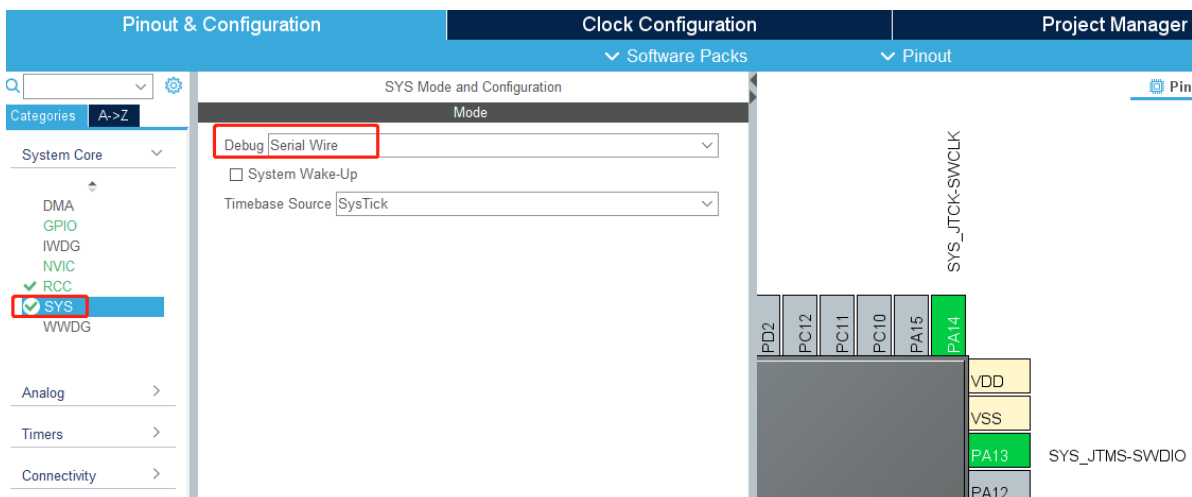 Pinout & Configuration
Clock Configuration
Project Manager
Software Packs
Pinout
Categories
A->Z
System Core
DMA
GPIO
IWDG
NVIC
RCC
SYS
WWDG
Analog
Timers
Connectivity
SYS Mode and Configuration
Mode
Debug Serial Wire
System Wake-Up
Timebase Source SysTick
Pin
SYS_JTCK-SWCLK
PD2
PC12
PC11
PC10
PA15
PA14
VDD
VSS
PA13
SYS_JTMS-SWDIO
PA12